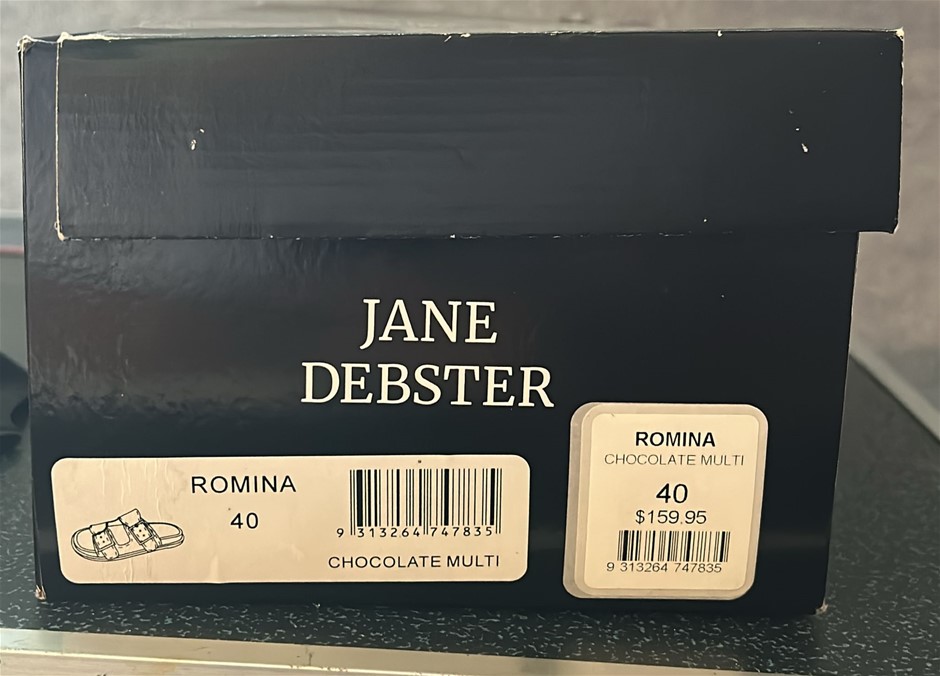 JANE
DEBSTER
ROMINA
40
9 313264 747835
CHOCOLATE MULTI
ROMINA
CHOCOLATE MULTI
40
$159.95
9 313264 747835